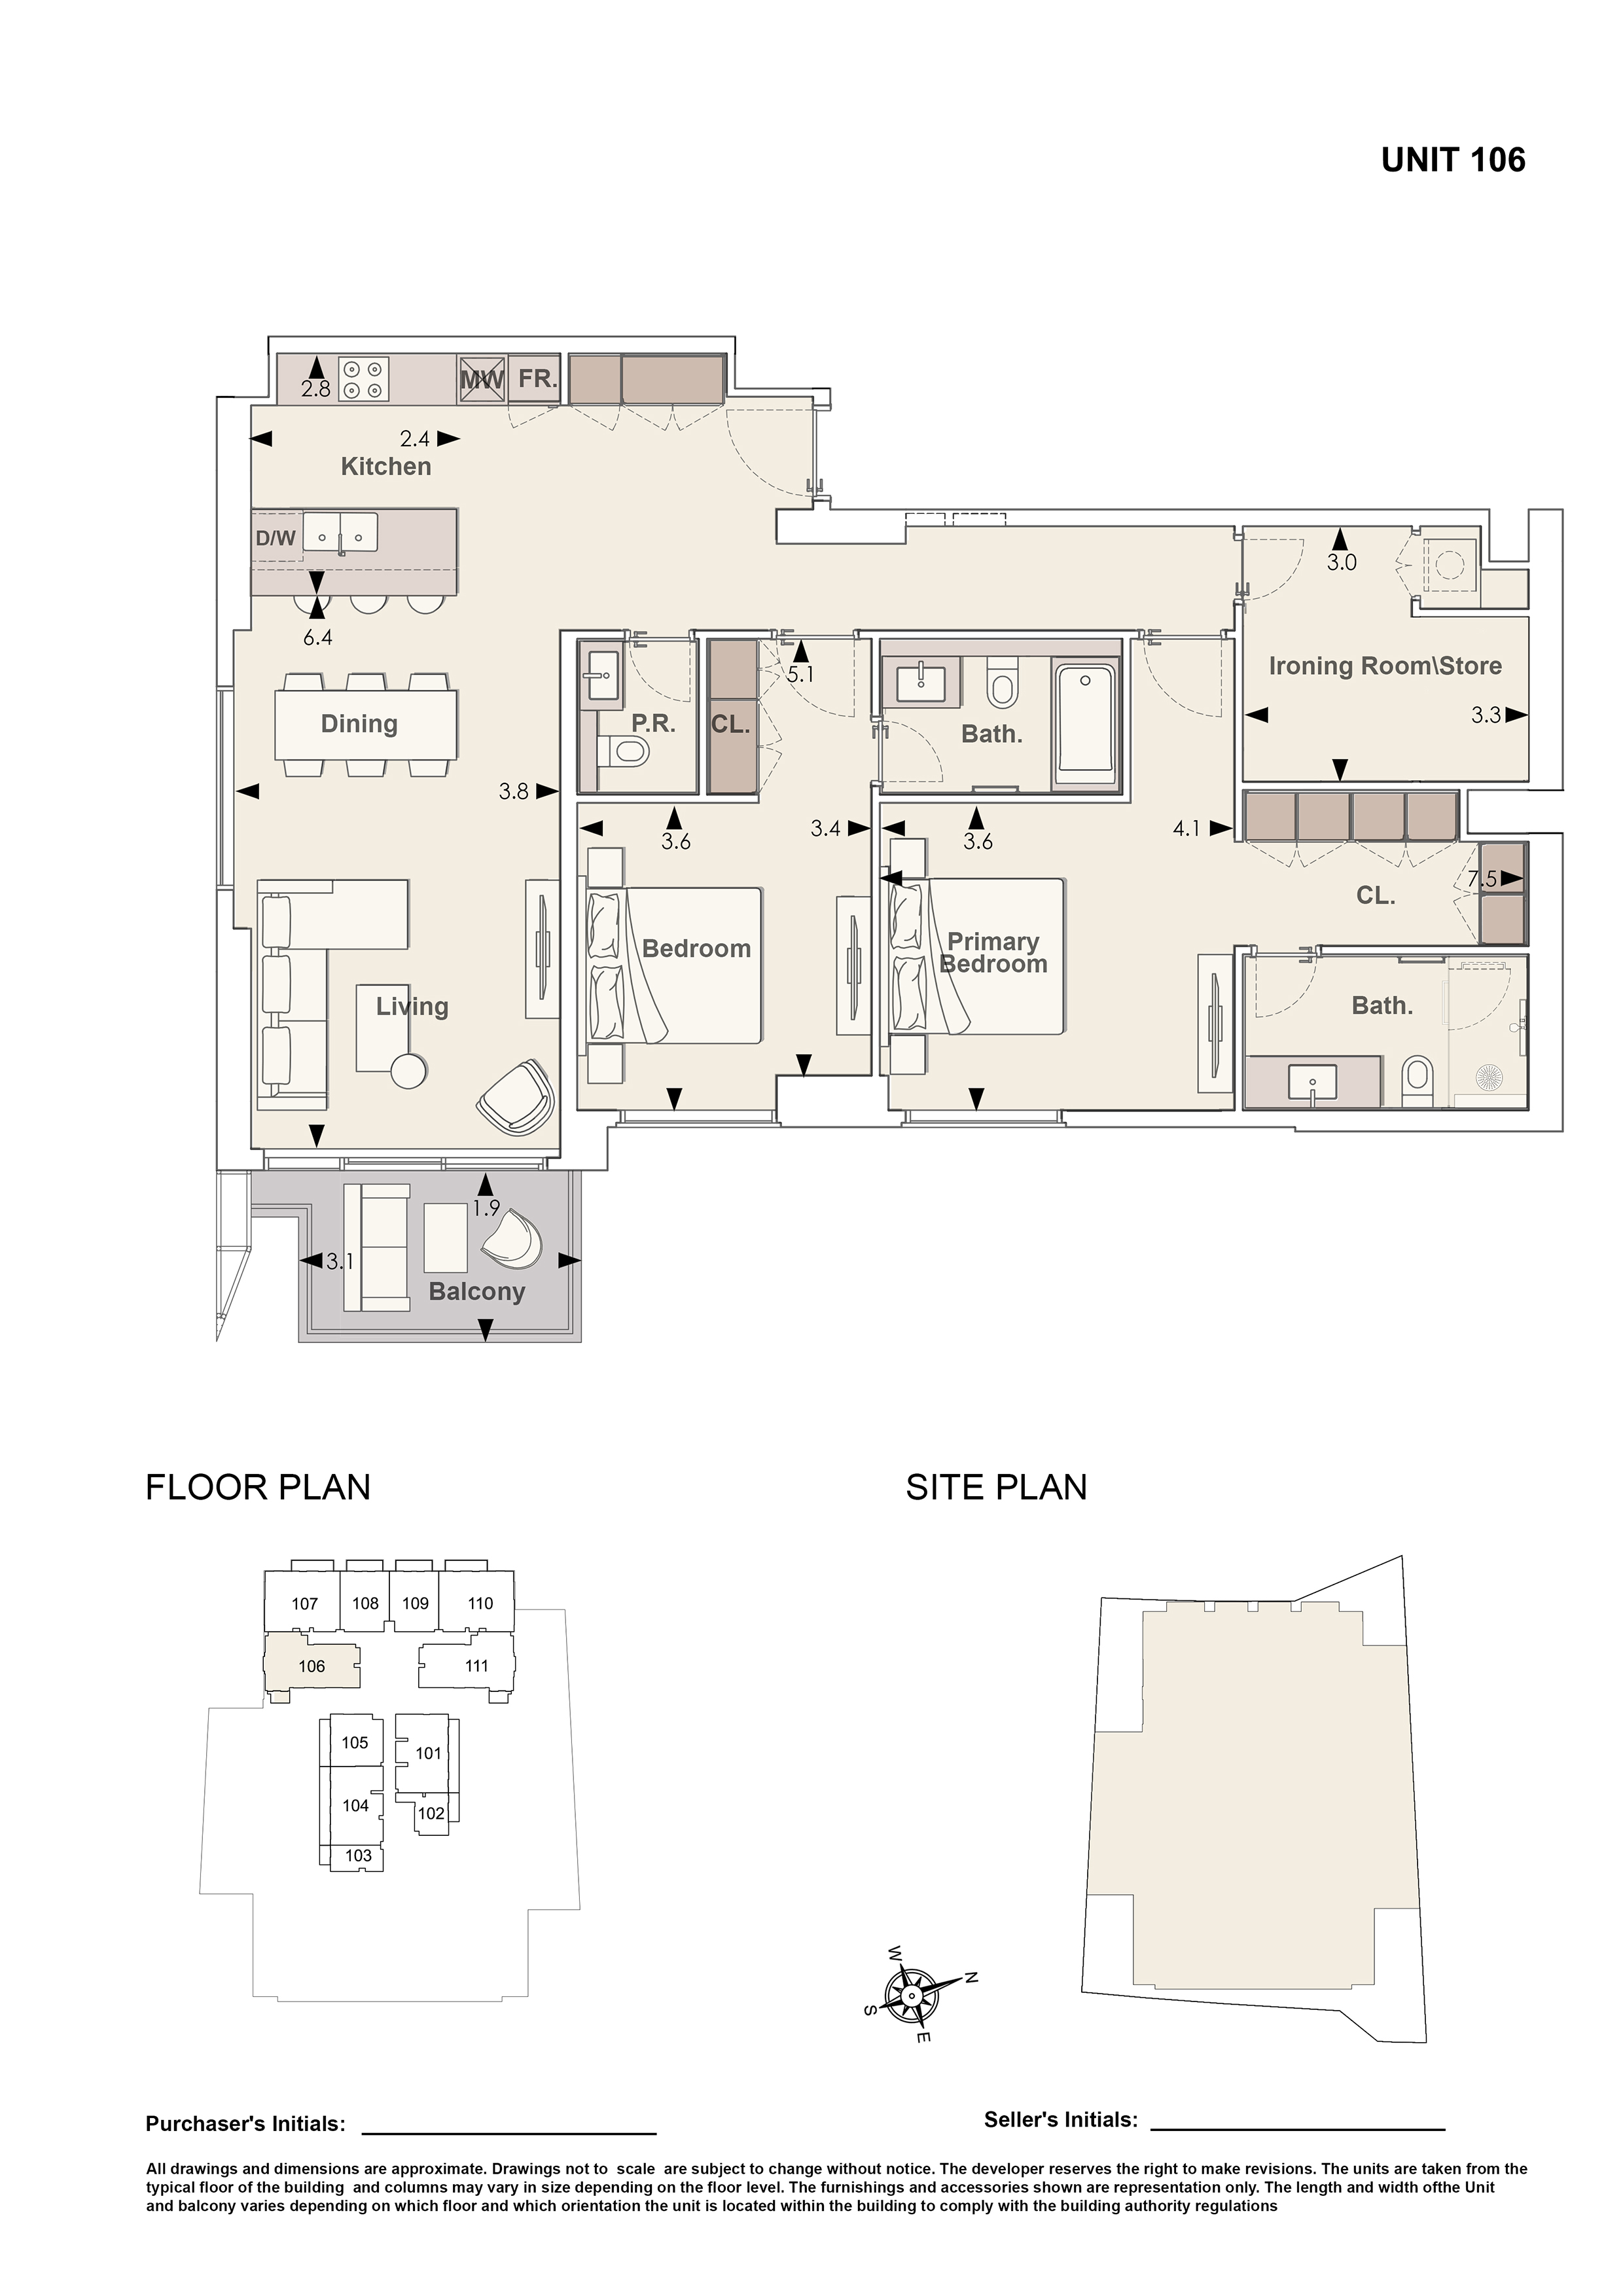 UNIT 106
2.8
MW
FR.
2.4
Kitchen
D/W
6.4
3.0
5.1
Ironing Room\Store
3.3
Dining
P.R.
CL.
Bath.
3.8
3.4
3.6
4.1
3.6
7.5
CL.
Bedroom
Primary
Bedroom
Living
Bath.
1.9
3.1
Balcony
FLOOR PLAN
SITE PLAN
107
108
109
110
106
111
105
101
104
102
103
W
N
S
E
Purchaser's Initials:
Seller's Initials:
All drawings and dimensions are approximate. Drawings not to scale are subject to change without notice. The developer reserves the right to make revisions. The units are taken from the
typical floor of the building and columns may vary in size depending on the floor level. The furnishings and accessories shown are representation only. The length and width ofthe Unit
and balcony varies depending on which floor and which orientation the unit is located within the building to comply with the building authority regulations